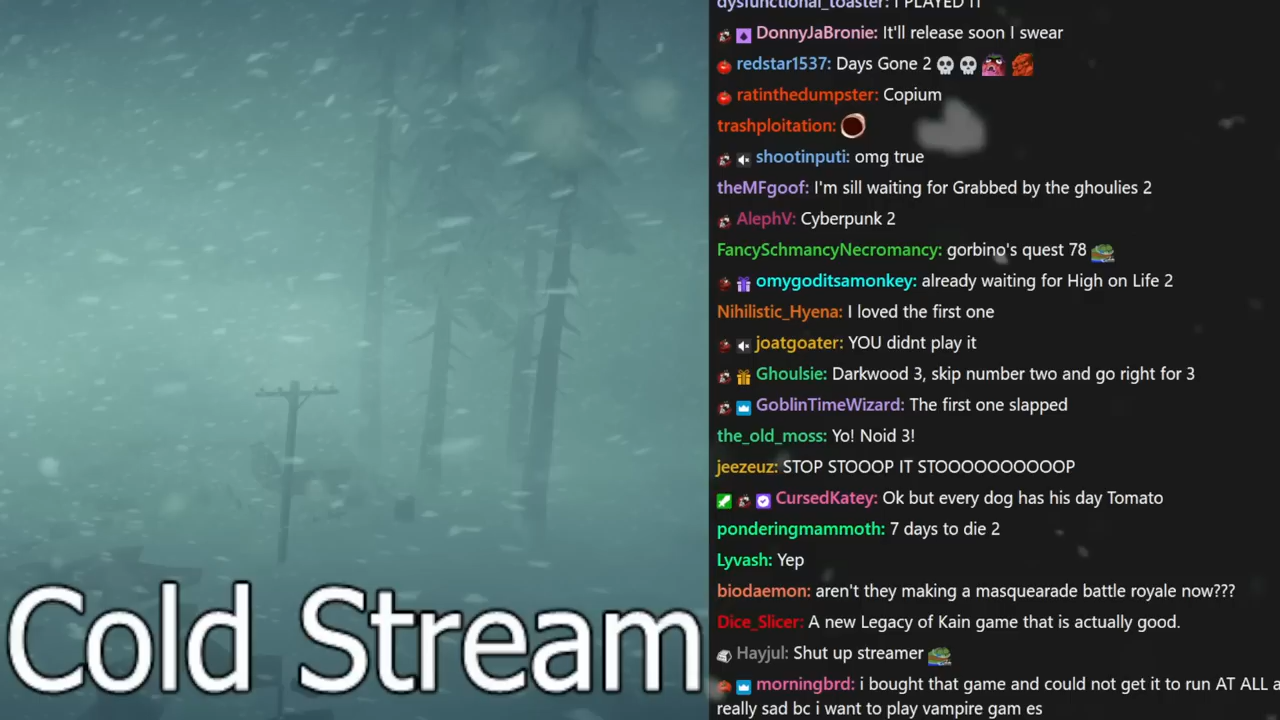 dysfunctional_toaster: I PLAYED IT
DonnyJaBronie: It'll release soon I swear
redstar1537: Days Gone 2
ratinthedumpster: Copium
trashploitation:
shootinputi: omg true
theMFgoof: I'm sill waiting for Grabbed by the ghoulies 2
AlephV: Cyberpunk 2
FancySchmancyNecromancy: gorbino's quest 78
omygoditsamonkey: already waiting for High on Life 2
Nihilistic_Hyena: I loved the first one
joatgoater: YOU didnt play it
Ghoulsie: Darkwood 3, skip number two and go right for 3
GoblinTimeWizard: The first one slapped
the_old_moss: Yo! Noid 3!
jeezeuz: STOP STOOOP IT STOOOOOOOOOP
CursedKatey: Ok but every dog has his day Tomato
ponderingmammoth: 7 days to die 2
Lyvash: Yep
biodaemon: aren't they making a masquearade battle royale now???
Dice_Slicer: A new Legacy of Kain game that is actually good.
Hayjul: Shut up streamer
morningbrd: i bought that game and could not get it to run AT ALL a
really sad bc i want to play vampire gam es
Cold Stream